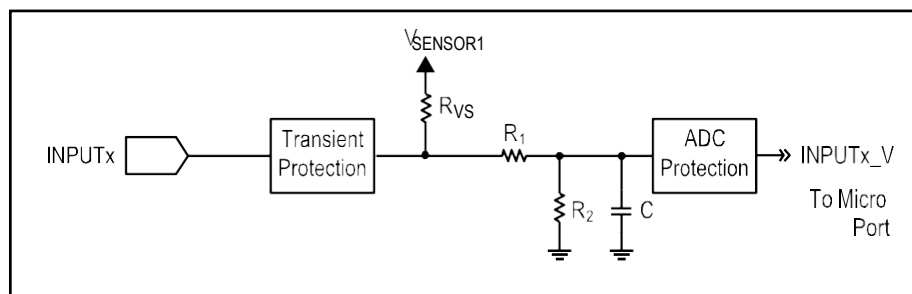 VSENSOR1
RVS
INPUTx
Transient
Protection
R1
ADC
Protection
INPUTx_V
R2
C
To Micro
Port